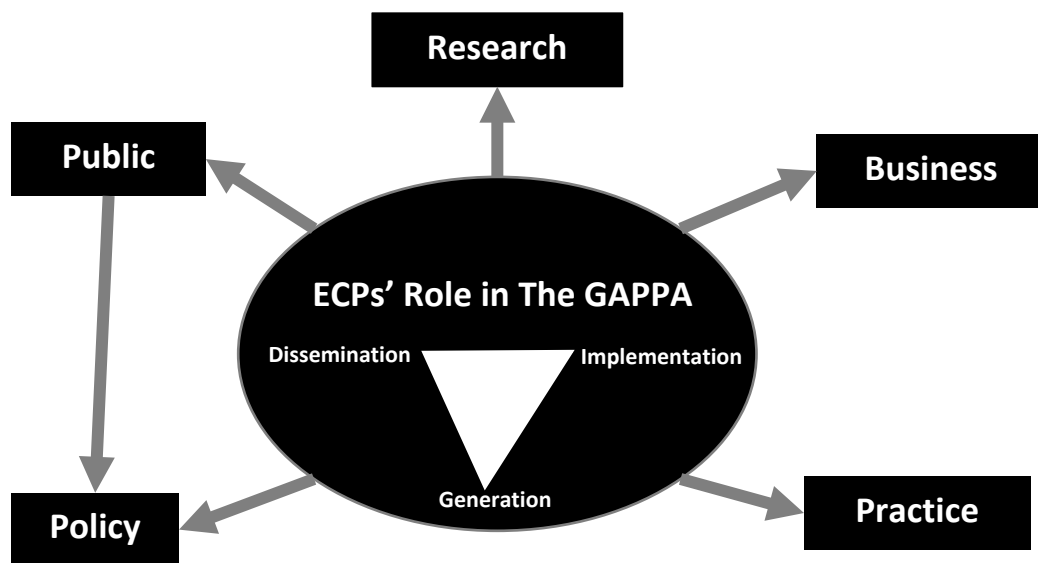 Research
Public
Business
ECPs’ Role in The GAPPA
Dissemination
Implementation
Generation
Policy
Practice